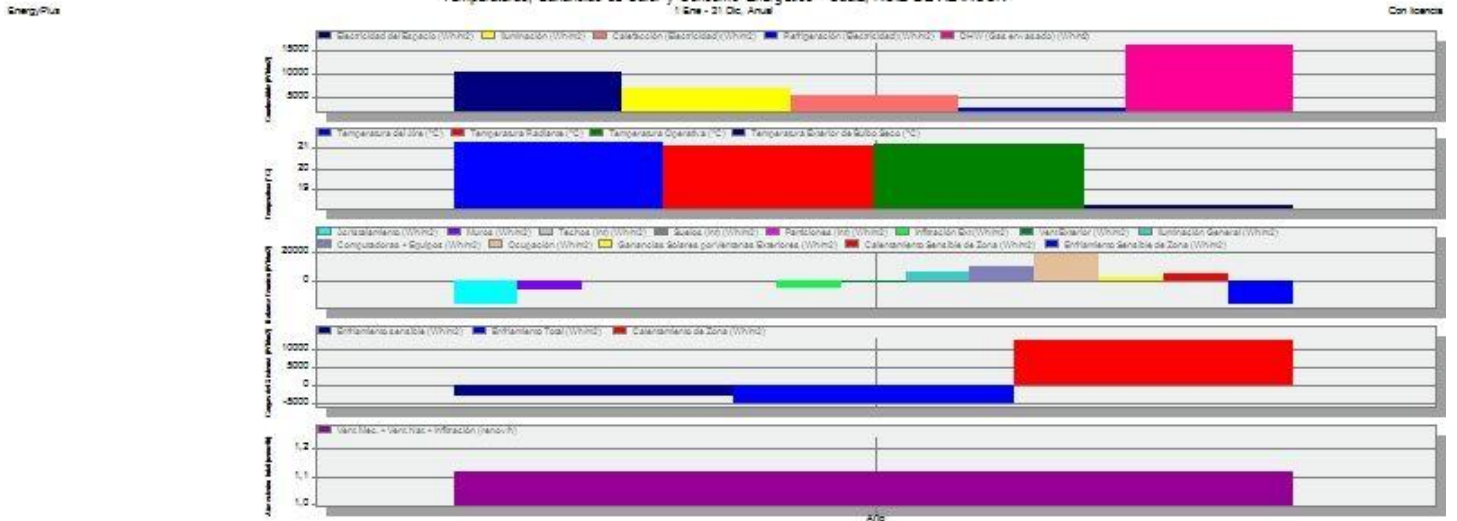 Temperaturas, Ganancias de Calor y Consumo Energético -
EnergyPlus 1 Ene - 31 Dic, Anual Con licencia
Electricidad del Espacio (Wh/m2) Iluminación (Wh/m2) Calefacción (Electricidad) (Wh/m2) Refrigeración (Electricidad) (Wh/m2) DHW (Gas envasado) (Wh/m2)
15000
10000
5000
Temperatura del Aire (°C) Temperatura Radiante (°C) Temperatura Operativa (°C) Temperatura Exterior de Bulbo Seco (°C)
21
20
19
Temperatura (°C)
Acristalamiento (Wh/m2) Muros (Wh/m2) Techos (int) (Wh/m2) Suelos (int) (Wh/m2) Particiones (int) (Wh/m2) Infiltración Ext (Wh/m2) Vent Exterior (Wh/m2) Iluminación General (Wh/m2)
Computadoras + Equipos (Wh/m2) Ocupación (Wh/m2) Ganancias Solares por Ventanas Exteriores (Wh/m2) Calentamiento Sensible de Zona (Wh/m2) Enfriamiento Sensible de Zona (Wh/m2)
20000
0
Enfriamiento sensible (Wh/m2) Enfriamiento Total (Wh/m2) Calentamiento de Zona (Wh/m2)
10000
5000
0
-5000
Vent Mec. + Vent Nat + Infiltración (renov/h)
1,2
1,1
1,0
Año